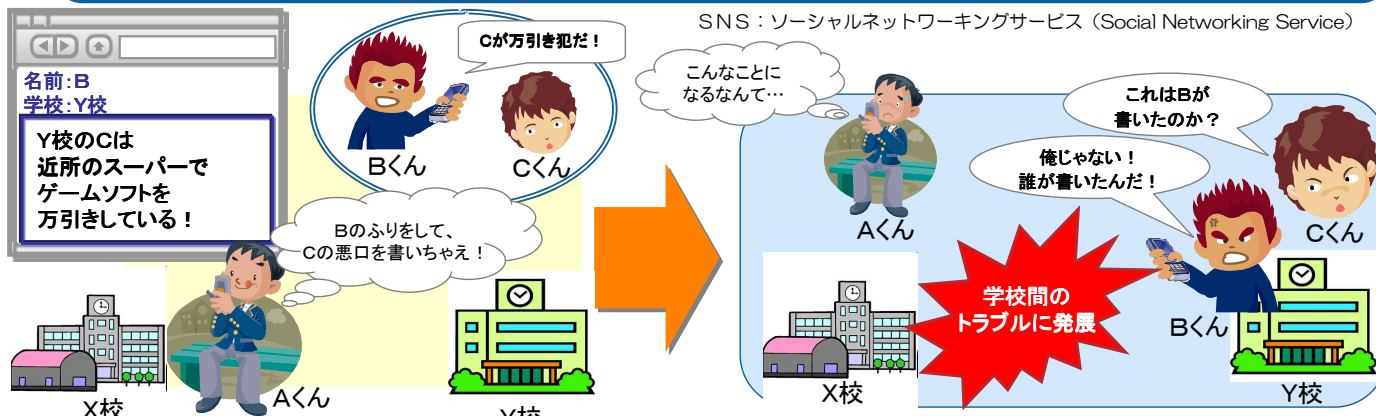 SNS：ソーシャルネットワーキングサービス（Social Networking Service）
名前：B
学校：Y校
Y校のCは
近所のスーパーで
ゲームソフトを
万引きしている！
Cが万引き犯だ！
Bくん
Cくん
Bのふりをして、
Cの悪口を書いちゃえ！
X校
Aくん
Y校
こんなことに
なるなんて…
Aくん
これはBが
書いたのか？
俺じゃない！
誰が書いたんだ！
Cくん
Bくん
学校間の
トラブルに発展
X校
Y校